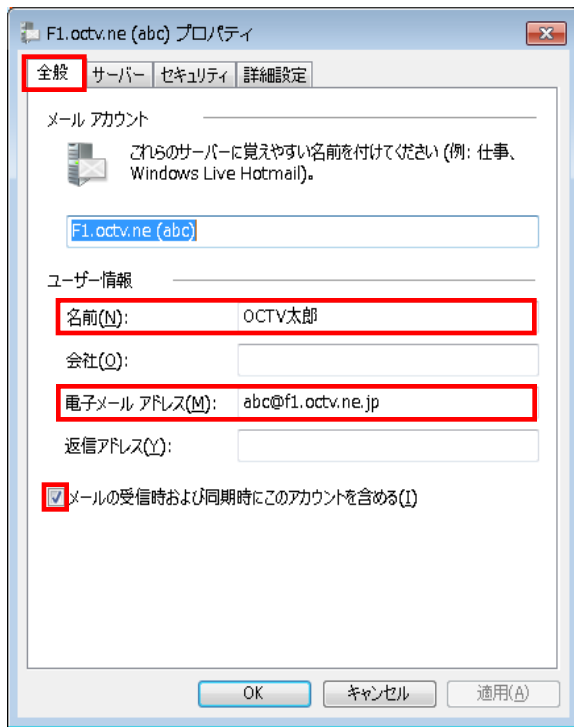 F1.octv.ne (abc) プロパティ
全般 サーバー セキュリティ 詳細設定
メール アカウント
これらのサーバーに覚えやすい名前を付けてください (例: 仕事、
Windows Live Hotmail)。
F1.octv.ne (abc)
ユーザー情報
名前(N): OCTV太郎
会社(O):
電子メール アドレス(M): abc@f1.octv.ne.jp
返信アドレス(Y):
メールの受信時および同期時にこのアカウントを含める(I)
OK キャンセル 適用(A)